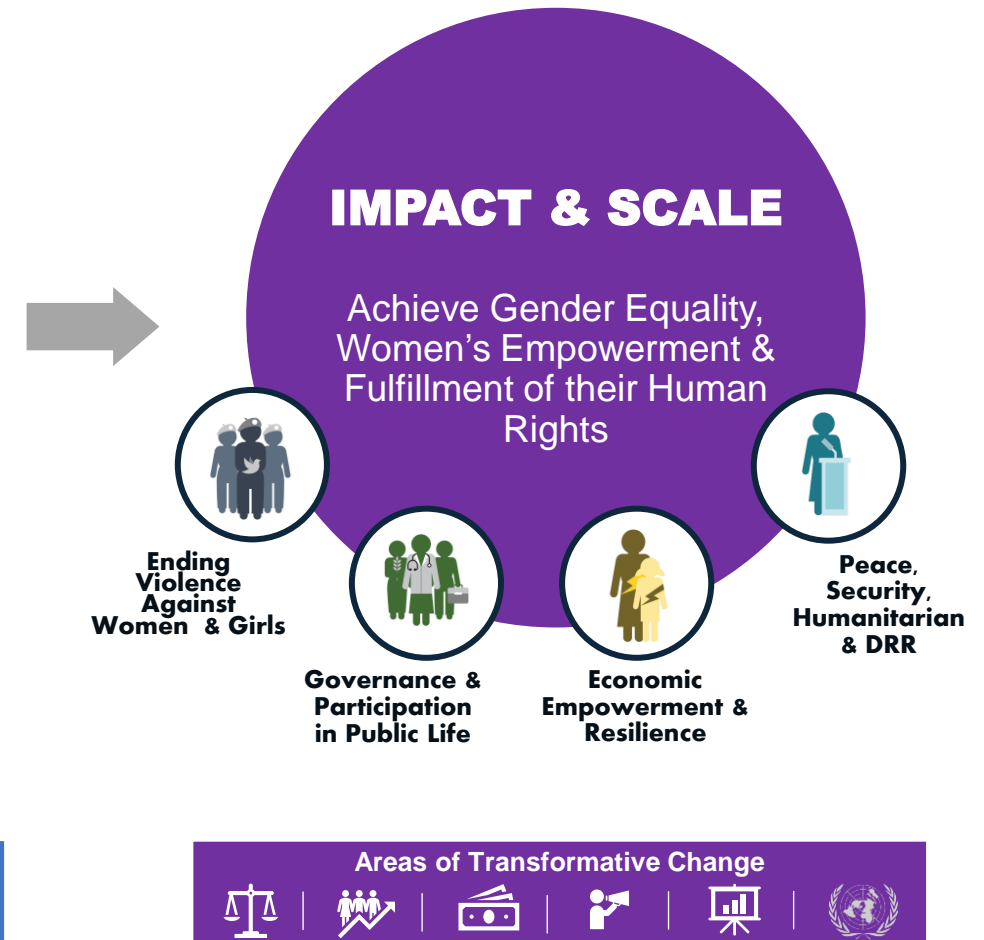 IMPACT & SCALE
Achieve Gender Equality,
Women’s Empowerment &
Fulfillment of their Human
Rights
Ending
Violence
Against
Women & Girls
Governance &
Participation
in Public Life
Economic
Empowerment &
Resilience
Peace,
Security,
Humanitarian
& DRR
Areas of Transformative Change